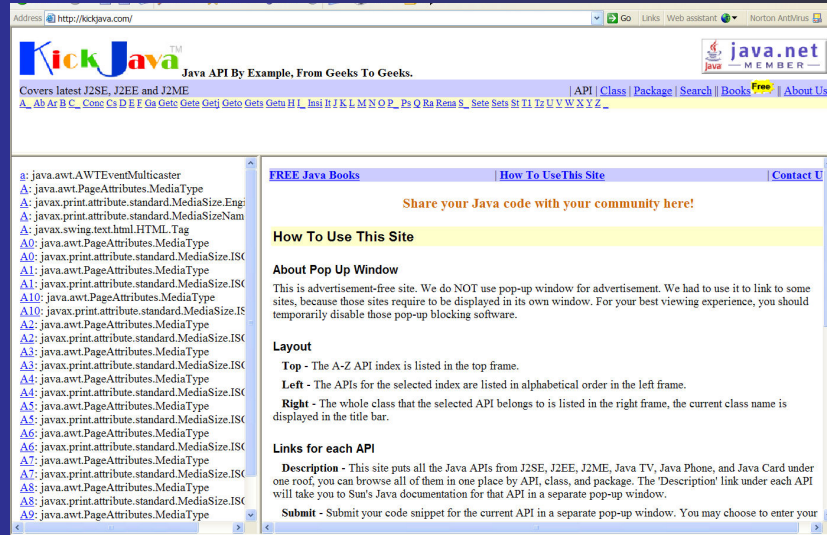 Address http://kickjava.com/ Go Links Web assistant Norton AntiVirus
KickJava TM Java API By Example, From Geeks To Geeks.
Java java.net MEMBER
Covers latest J2SE, J2EE and J2ME | API | Class | Package | Search || Books Free || About Us
A_ Ab Ar B C_ Conc Cs D E F Ga Getc Gete Getj Geto Gets Getu H I_ Insi It J K L M N O P_ Ps Q Ra Rena S_ Sete Sets St T1 Tz U V W X Y Z _
a: java.awt.AWTEventMulticaster
A: java.awt.PageAttributes.MediaType
A: javax.print.attribute.standard.MediaSize.Engi
A: javax.print.attribute.standard.MediaSizeNam
A: javax.swing.text.html.HTML.Tag
A0: java.awt.PageAttributes.MediaType
A0: javax.print.attribute.standard.MediaSize.ISO
A1: java.awt.PageAttributes.MediaType
A1: javax.print.attribute.standard.MediaSize.ISO
A10: java.awt.PageAttributes.MediaType
A10: javax.print.attribute.standard.MediaSize.IS
A2: java.awt.PageAttributes.MediaType
A2: javax.print.attribute.standard.MediaSize.ISO
A3: java.awt.PageAttributes.MediaType
A3: javax.print.attribute.standard.MediaSize.ISO
A4: java.awt.PageAttributes.MediaType
A4: javax.print.attribute.standard.MediaSize.ISO
A5: java.awt.PageAttributes.MediaType
A5: javax.print.attribute.standard.MediaSize.ISO
A6: java.awt.PageAttributes.MediaType
A6: javax.print.attribute.standard.MediaSize.ISO
A7: java.awt.PageAttributes.MediaType
A7: javax.print.attribute.standard.MediaSize.ISO
A8: java.awt.PageAttributes.MediaType
A8: javax.print.attribute.standard.MediaSize.ISO
A9: java.awt.PageAttributes.MediaType
FREE Java Books | How To UseThis Site | Contact U
Share your Java code with your community here!
How To Use This Site
About Pop Up Window
This is advertisement-free site. We do NOT use pop-up window for advertisement. We had to use it to link to some
sites, because those sites require to be displayed in its own window. For your best viewing experience, you should
temporarily disable those pop-up blocking software.
Layout
Top - The A-Z API index is listed in the top frame.
Left - The APIs for the selected index are listed in alphabetical order in the left frame.
Right - The whole class that the selected API belongs to is listed in the right frame, the current class name is
displayed in the title bar.
Links for each API
Description - This site puts all the Java APIs from J2SE, J2EE, J2ME, Java TV, Java Phone, and Java Card under
one roof, you can browse all of them in one place by API, class, and package. The 'Description' link under each API
will take you to Sun's Java documentation for that API in a separate pop-up window.
Submit - Submit your code snippet for the current API in a separate pop-up window. You may choose to enter your